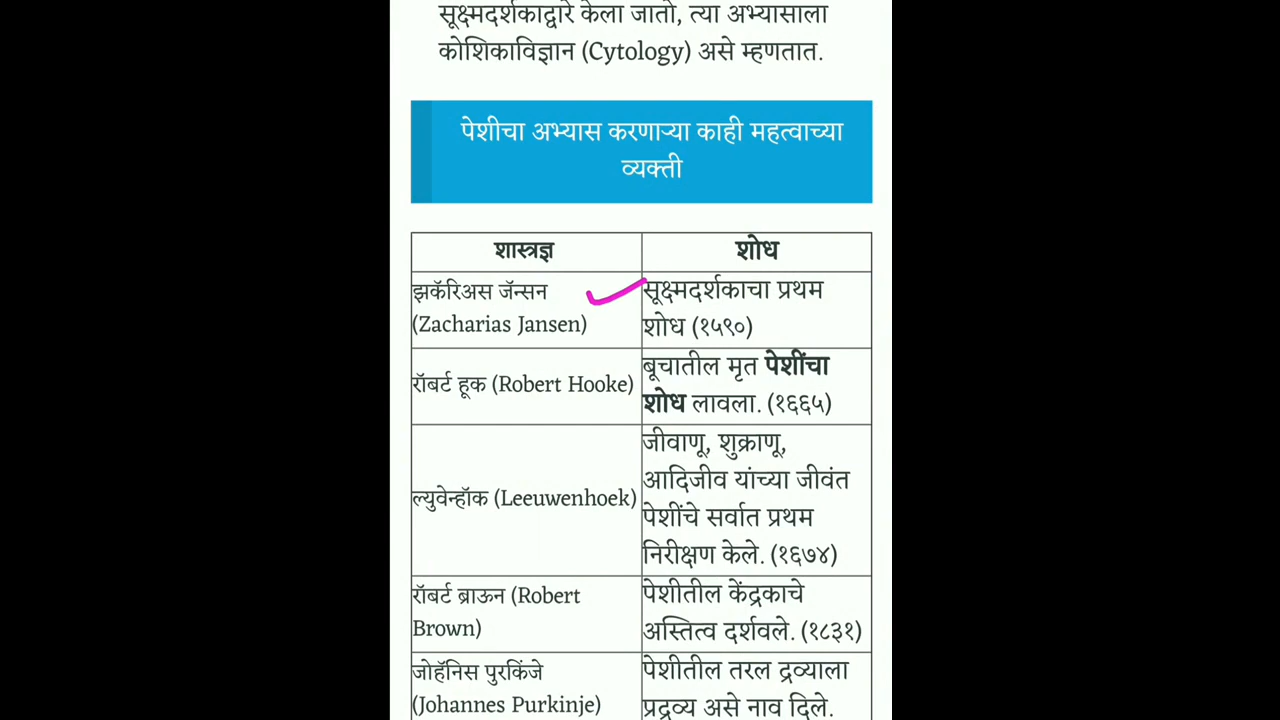 सूक्ष्मदर्शकाद्वारे केला जातो, त्या अभ्यासाला
कोशिकाविज्ञान (Cytology) असे म्हणतात.
पेशीचा अभ्यास करणाऱ्या काही महत्वाच्या
व्यक्ती
शास्त्रज्ञ
शोध
झकॅरिअस जॅन्सन
(Zacharias Jansen)
सूक्ष्मदर्शकाचा प्रथम
शोध (१५९०)
रॉबर्ट हूक (Robert Hooke)
बूचातील मृत पेशींचा
शोध लावला. (१६६५)
ल्युवेन्हॉक (Leeuwenhoek)
जीवाणू, शुक्राणू,
आदिजीव यांच्या जीवंत
पेशींचे सर्वात प्रथम
निरीक्षण केले. (१६७४)
रॉबर्ट ब्राऊन (Robert
Brown)
पेशीतील केंद्रकाचे
अस्तित्व दर्शवले. (१८३१)
जोहॅनिस पुरकिंजे
(Johannes Purkinje)
पेशीतील तरल द्रव्याला
प्रद्रव्य असे नाव दिले.